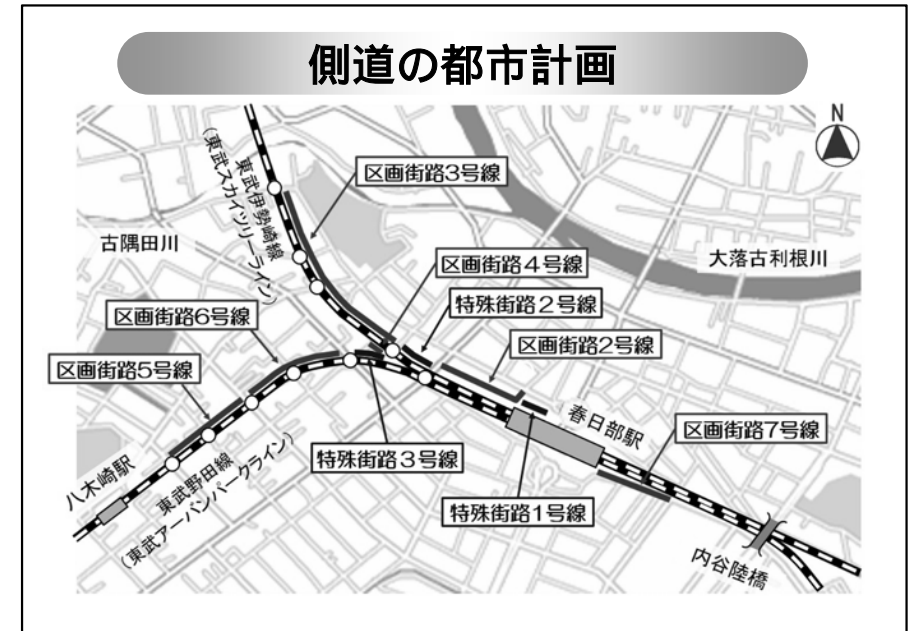 側道の都市計画
N
東武伊勢崎線
(東武スカイツリーライン)
区画街路3号線
古隅田川
大落古利根川
区画街路4号線
特殊街路2号線
区画街路6号線
区画街路2号線
区画街路5号線
春日部駅
区画街路7号線
特殊街路3号線
八木崎駅
東武野田線
(東武アーバンパークライン)
特殊街路1号線
内谷陸橋